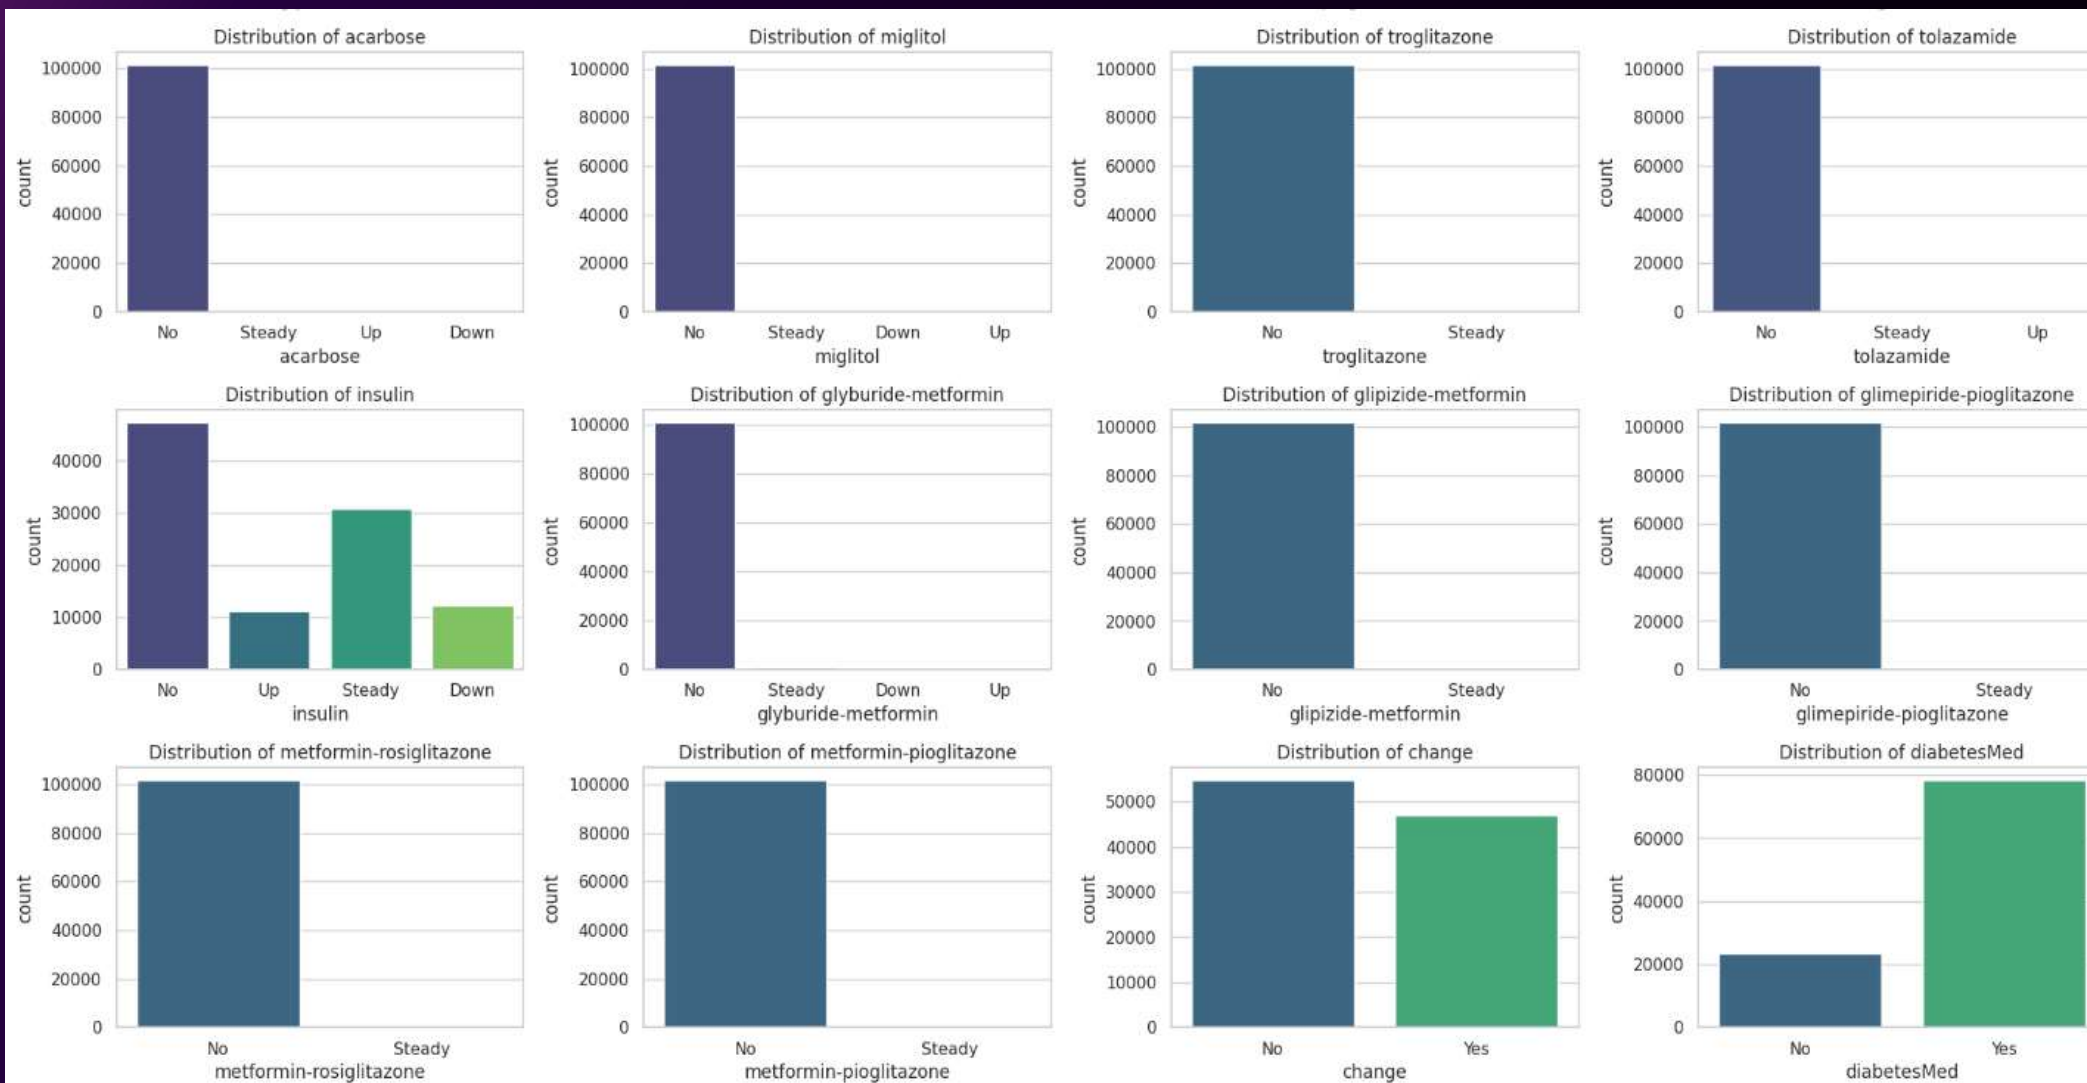 Distribution of acarbose
count
100000
80000
60000
40000
20000
0
No Steady Up Down
acarbose
Distribution of miglitol
count
100000
80000
60000
40000
20000
0
No Steady Down Up
miglitol
Distribution of troglitazone
count
100000
80000
60000
40000
20000
0
No Steady
troglitazone
Distribution of tolazamide
count
100000
80000
60000
40000
20000
0
No Steady Up
tolazamide
Distribution of insulin
count
40000
30000
20000
10000
0
No Up Steady Down
insulin
Distribution of glyburide-metformin
count
100000
80000
60000
40000
20000
0
No Steady Down Up
glyburide-metformin
Distribution of glipizide-metformin
count
100000
80000
60000
40000
20000
0
No Steady
glipizide-metformin
Distribution of glimepiride-pioglitazone
count
100000
80000
60000
40000
20000
0
No Steady
glimepiride-pioglitazone
Distribution of metformin-rosiglitazone
count
100000
80000
60000
40000
20000
0
No Steady
metformin-rosiglitazone
Distribution of metformin-pioglitazone
count
100000
80000
60000
40000
20000
0
No Steady
metformin-pioglitazone
Distribution of change
count
50000
40000
30000
20000
10000
0
No Yes
change
Distribution of diabetesMed
count
80000
60000
40000
20000
0
No Yes
diabetesMed